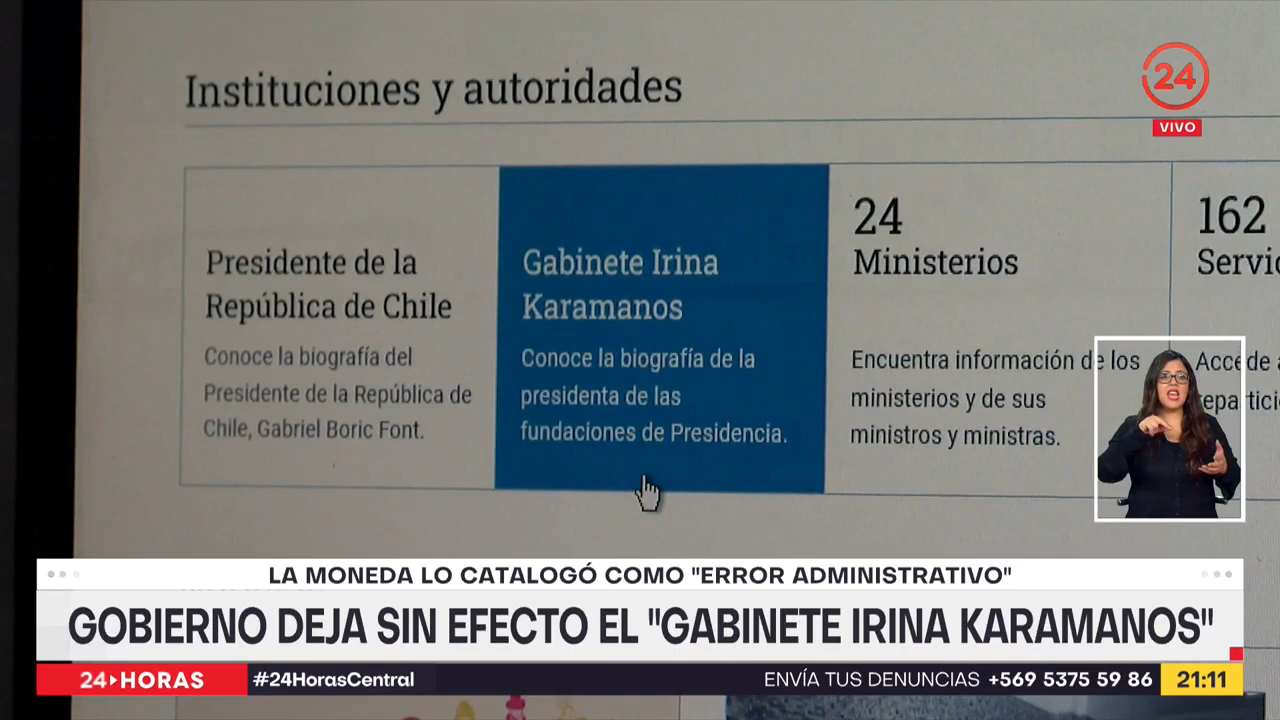 Instituciones y autoridades
24
VIVO
Presidente de la
República de Chile
Conoce la biografía del
Presidente de la República de
Chile, Gabriel Boric Font.
Gabinete Irina
Karamanos
Conoce la biografía de la
presidenta de las
fundaciones de Presidencia.
24
Ministerios
Encuentra información de los
ministerios y de sus
ministros y ministras.
162
Servic
Accede a
reparticio
LA MONEDA LO CATALOGÓ COMO "ERROR ADMINISTRATIVO"
GOBIERNO DEJA SIN EFECTO EL "GABINETE IRINA KARAMANOS"
24 HORAS
#24HorasCentral
ENVÍA TUS DENUNCIAS +569 5375 59 86
21:11